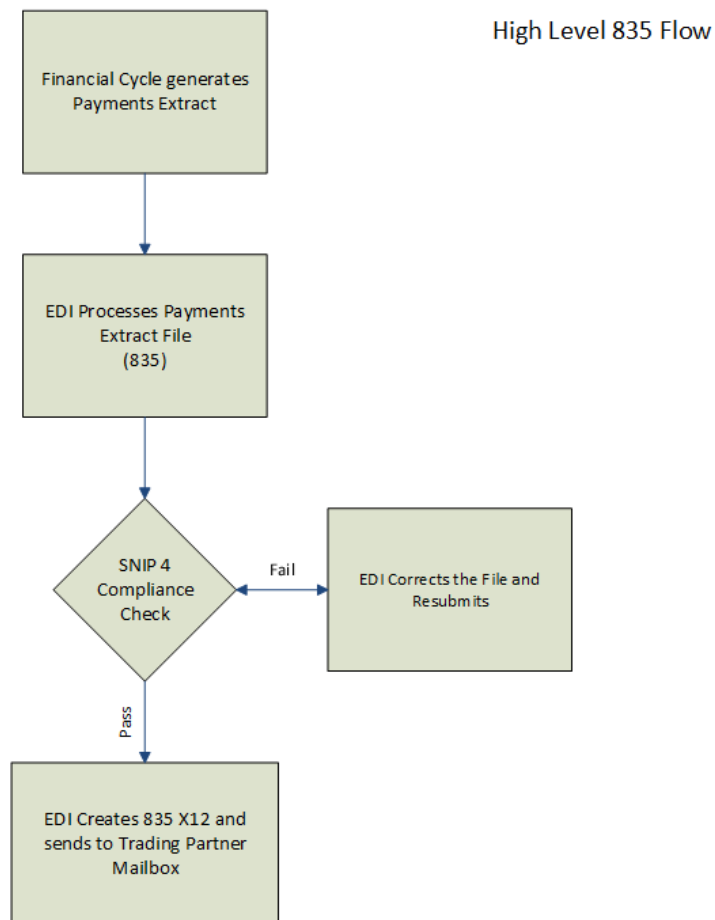 High Level 835 Flow
Financial Cycle generates
Payments Extract
EDI Processes Payments
Extract File
(835)
SNIP 4
Compliance
Check
Fail
EDI Corrects the File and
Resubmits
Pass
EDI Creates 835 X12 and
sends to Trading Partner
Mailbox